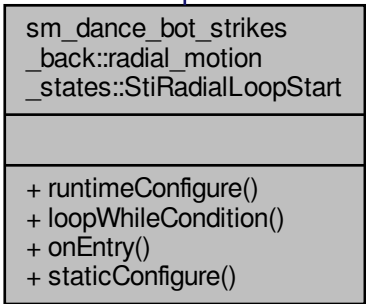 sm_dance_bot_strikes
_back::radial_motion
_states::StiRadialLoopStart
+ runtimeConfigure()
+ loopWhileCondition()
+ onEntry()
+ staticConfigure()